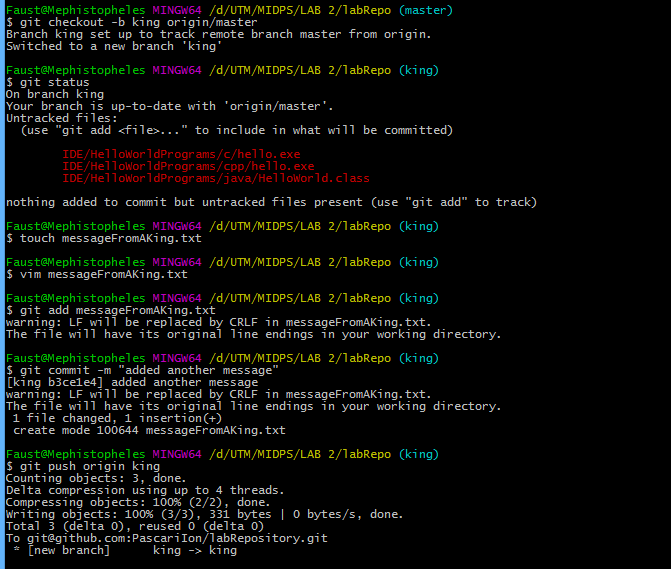 Faust@Mephistopheles MINGW64 /d/UTM/MIDPS/LAB 2/labRepo (master)
$ git checkout -b king origin/master
Branch king set up to track remote branch master from origin.
Switched to a new branch 'king'
Faust@Mephistopheles MINGW64 /d/UTM/MIDPS/LAB 2/labRepo (king)
$ git status
On branch king
Your branch is up-to-date with 'origin/master'.
Untracked files:
  (use "git add <file>..." to include in what will be committed)
        IDE/HelloWorldPrograms/c/hello.exe
        IDE/HelloWorldPrograms/cpp/hello.exe
        IDE/HelloWorldPrograms/java/HelloWorld.class
nothing added to commit but untracked files present (use "git add" to track)
Faust@Mephistopheles MINGW64 /d/UTM/MIDPS/LAB 2/labRepo (king)
$ touch messageFromAKing.txt
Faust@Mephistopheles MINGW64 /d/UTM/MIDPS/LAB 2/labRepo (king)
$ vim messageFromAKing.txt
Faust@Mephistopheles MINGW64 /d/UTM/MIDPS/LAB 2/labRepo (king)
$ git add messageFromAKing.txt
warning: LF will be replaced by CRLF in messageFromAKing.txt.
The file will have its original line endings in your working directory.
Faust@Mephistopheles MINGW64 /d/UTM/MIDPS/LAB 2/labRepo (king)
$ git commit -m "added another message"
[king b3ce1e4] added another message
warning: LF will be replaced by CRLF in messageFromAKing.txt.
The file will have its original line endings in your working directory.
 1 file changed, 1 insertion(+)
 create mode 100644 messageFromAKing.txt
Faust@Mephistopheles MINGW64 /d/UTM/MIDPS/LAB 2/labRepo (king)
$ git push origin king
Counting objects: 3, done.
Delta compression using up to 4 threads.
Compressing objects: 100% (2/2), done.
Writing objects: 100% (3/3), 331 bytes | 0 bytes/s, done.
Total 3 (delta 0), reused 0 (delta 0)
To git@github.com:PascariIon/labRepository.git
 * [new branch]      king -> king